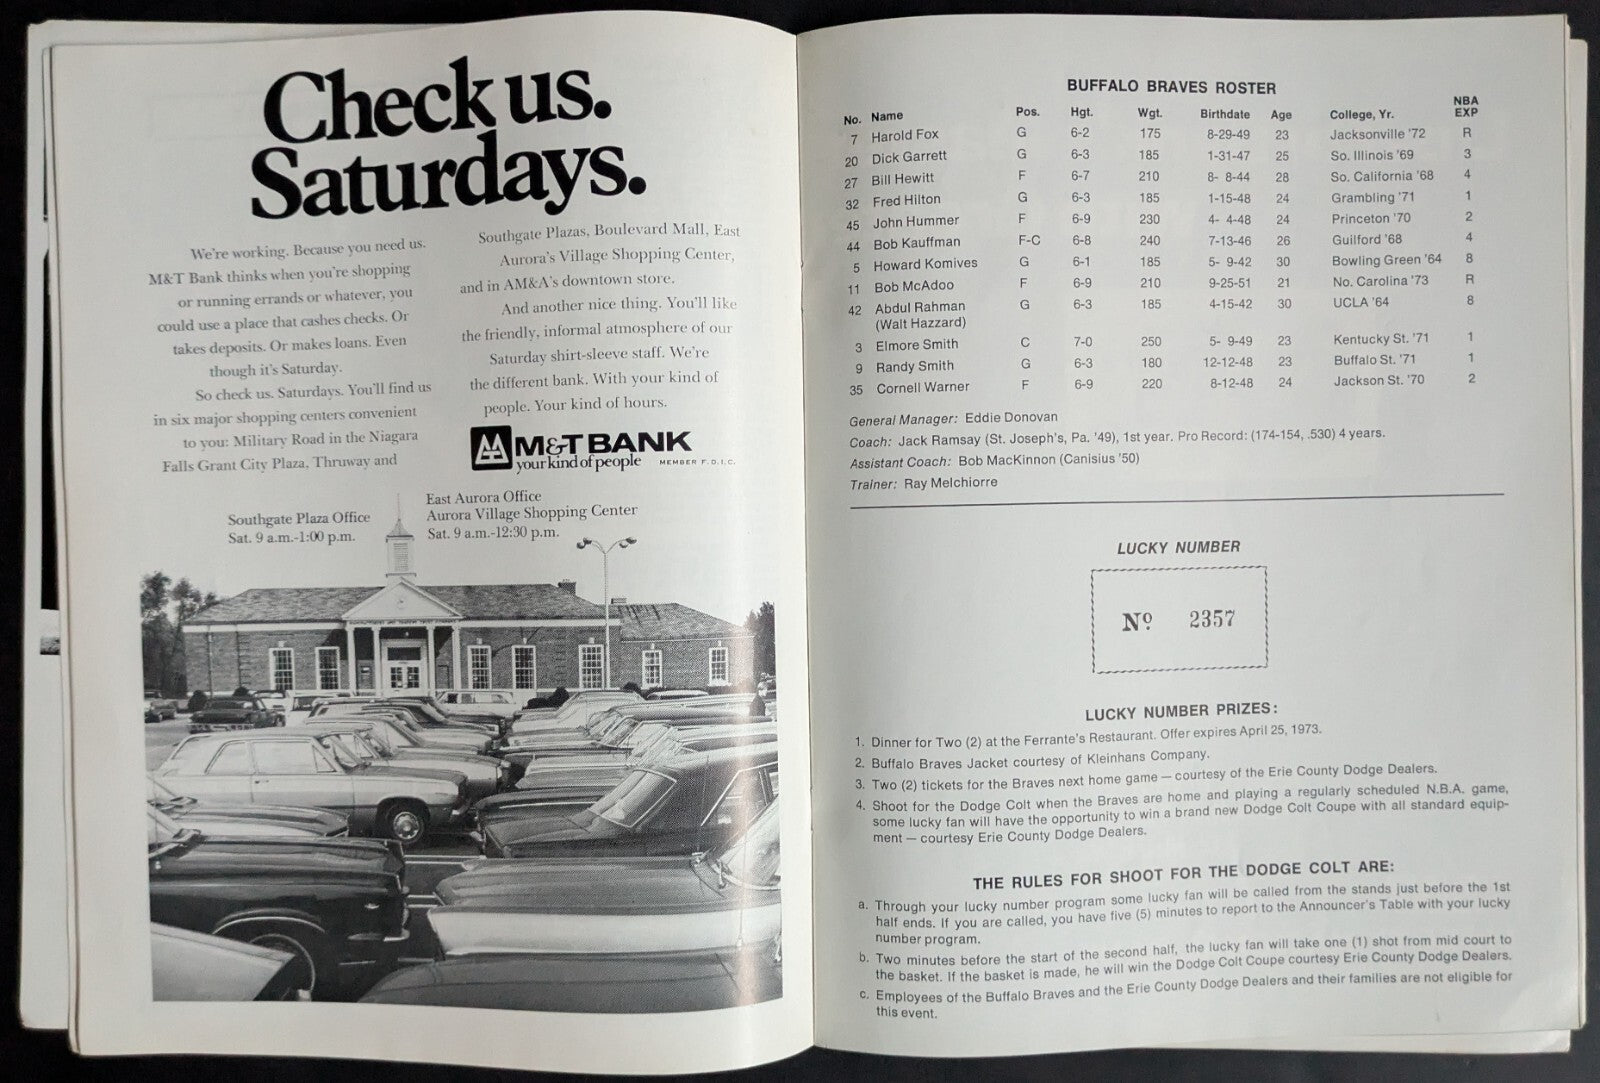 Check us.
Saturdays.
We're working. Because you need us.
M&T Bank thinks when you're shopping
or running errands or whatever, you
could use a place that cashes checks. Or
takes deposits. Or makes loans. Even
though it's Saturday.
So check us. Saturdays. You'll find us
in six major shopping centers convenient
to you: Military Road in the Niagara
Falls Grant City Plaza, Thruway and
Southgate Plazas, Boulevard Mall, East
Aurora's Village Shopping Center,
and in AM&A's downtown store.
And another nice thing. You'll like
the friendly, informal atmosphere of our
Saturday shirt-sleeve staff. We're
the different bank. With your kind of
people. Your kind of hours.
M&T BANK
your kind of people MEMBER F.D.I.C.
Southgate Plaza Office
Sat. 9 a.m.-1:00 p.m.
East Aurora Office
Aurora Village Shopping Center
Sat. 9 a.m.-12:30 p.m.
BUFFALO BRAVES ROSTER
No. Name Pos. Hgt. Wgt. Birthdate Age College, Yr. NBA EXP
7 Harold Fox G 6-2 175 8-29-49 23 Jacksonville '72 R
20 Dick Garrett G 6-3 185 1-31-47 25 So. Illinois '69 3
27 Bill Hewitt F 6-7 210 8- 8-44 28 So. California '68 4
32 Fred Hilton G 6-3 185 1-15-48 24 Grambling '71 1
45 John Hummer F 6-9 230 4- 4-48 24 Princeton '70 2
44 Bob Kauffman F-C 6-8 240 7-13-46 26 Guilford '68 4
5 Howard Komives G 6-1 185 5- 9-42 30 Bowling Green '64 8
11 Bob McAdoo F 6-9 210 9-25-51 21 No. Carolina '73 R
42 Abdul Rahman G 6-3 185 4-15-42 30 UCLA '64 8
(Walt Hazzard)
3 Elmore Smith C 7-0 250 5- 9-49 23 Kentucky St. '71 1
9 Randy Smith G 6-3 180 12-12-48 23 Buffalo St. '71 1
35 Cornell Warner F 6-9 220 8-12-48 24 Jackson St. '70 2
General Manager: Eddie Donovan
Coach: Jack Ramsay (St. Joseph's, Pa. '49), 1st year. Pro Record: (174-154, .530) 4 years.
Assistant Coach: Bob MacKinnon (Canisius '50)
Trainer: Ray Melchiorre
LUCKY NUMBER
Nº 2357
LUCKY NUMBER PRIZES:
1. Dinner for Two (2) at the Ferrante's Restaurant. Offer expires April 25, 1973.
2. Buffalo Braves Jacket courtesy of Kleinhans Company.
3. Two (2) tickets for the Braves next home game — courtesy of the Erie County Dodge Dealers.
4. Shoot for the Dodge Colt when the Braves are home and playing a regularly scheduled N.B.A. game,
some lucky fan will have the opportunity to win a brand new Dodge Colt Coupe with all standard equip-
ment — courtesy Erie County Dodge Dealers.
THE RULES FOR SHOOT FOR THE DODGE COLT ARE:
a. Through your lucky number program some lucky fan will be called from the stands just before the 1st
half ends. If you are called, you have five (5) minutes to report to the Announcer's Table with your lucky
number program.
b. Two minutes before the start of the second half, the lucky fan will take one (1) shot from mid court to
the basket. If the basket is made, he will win the Dodge Colt Coupe courtesy Erie County Dodge Dealers.
c. Employees of the Buffalo Braves and the Erie County Dodge Dealers and their families are not eligible for
this event.